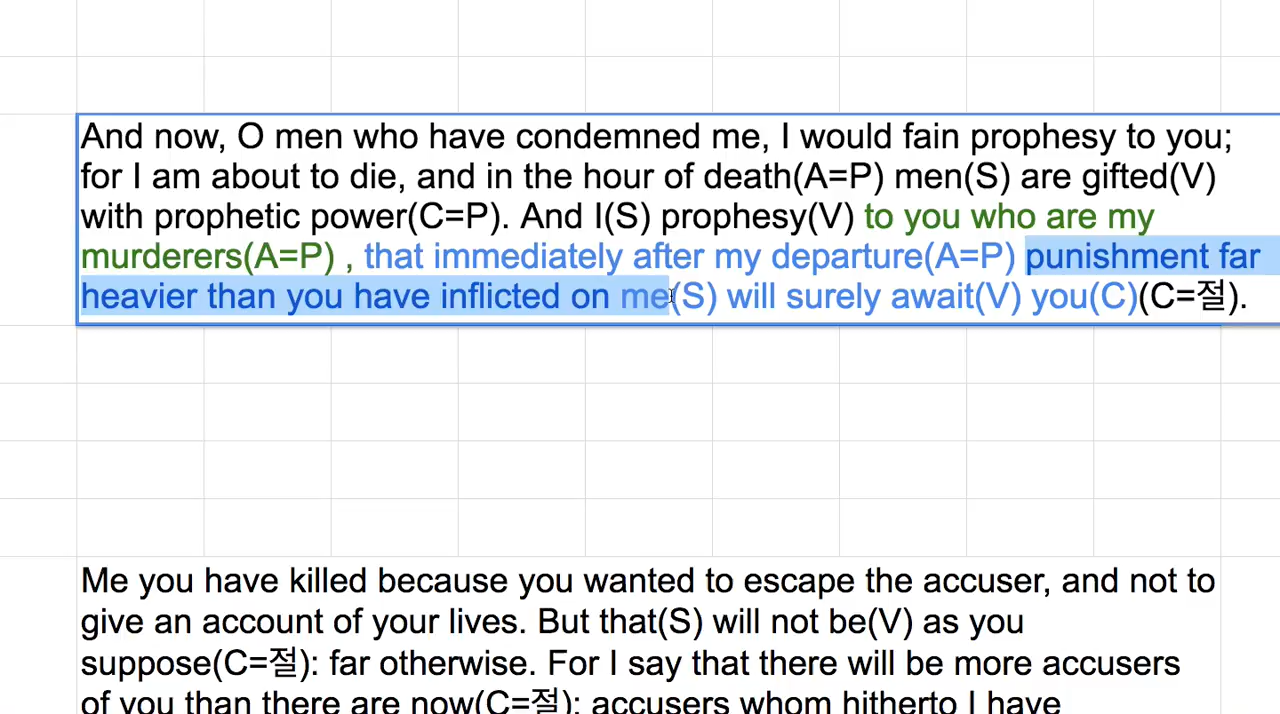 And now, O men who have condemned me, I would fain prophesy to you;
for I am about to die, and in the hour of death(A=P) men(S) are gifted(V)
with prophetic power(C=P). And I(S) prophesy(V) to you who are my
murderers(A=P) , that immediately after my departure(A=P) punishment far
heavier than you have inflicted on me(S) will surely await(V) you(C)(C=절).
Me you have killed because you wanted to escape the accuser, and not to
give an account of your lives. But that(S) will not be(V) as you
suppose(C=절): far otherwise. For I say that there will be more accusers
of you than there are now(C=절): accusers whom hitherto I have